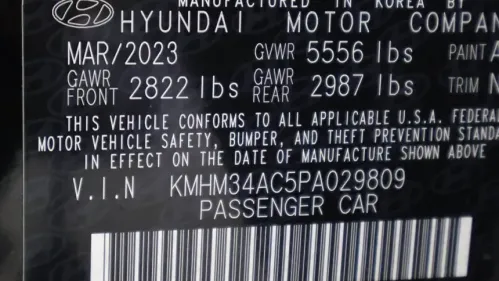 MANUFACTURED IN KOREA BY
HYUNDAI MOTOR COMPAN
MAR/2023 GVWR 5556 lbs PAINT A
GAWR FRONT 2822 lbs GAWR REAR 2987 lbs TRIM N
THIS VEHICLE CONFORMS TO ALL APPLICABLE U.S.A. FEDERA
MOTOR VEHICLE SAFETY, BUMPER, AND THEFT PREVENTION STANDA
IN EFFECT ON THE DATE OF MANUFACTURE SHOWN ABOVE
V.I.N KMHM34AC5PA029809
PASSENGER CAR